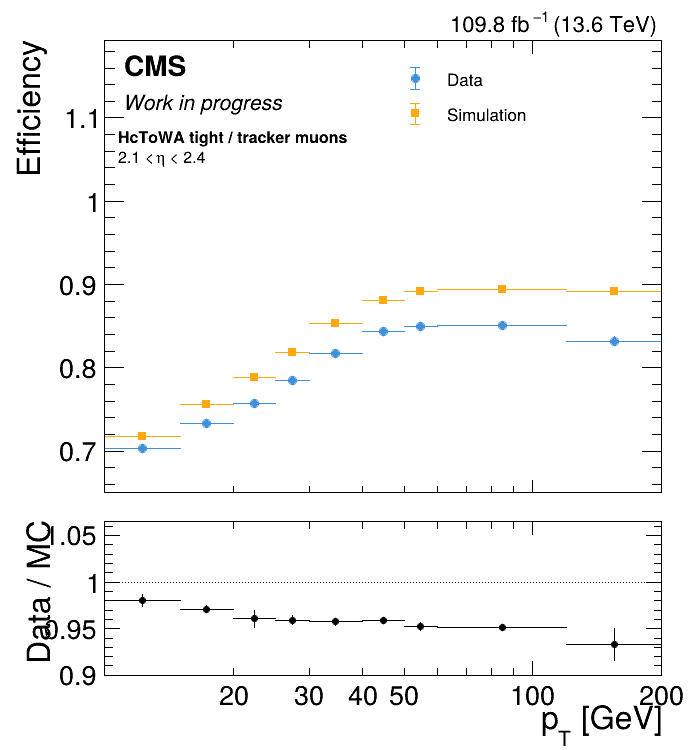 109.8 fb⁻¹ (13.6 TeV)
CMS
Work in progress
HcToWA tight / tracker muons
2.1 < η < 2.4
Data
Simulation
Efficiency
1.1
1
0.9
0.8
0.7
Data / MC
1.05
1
0.95
0.9
20 30 40 50 100 200
p_T [GeV]